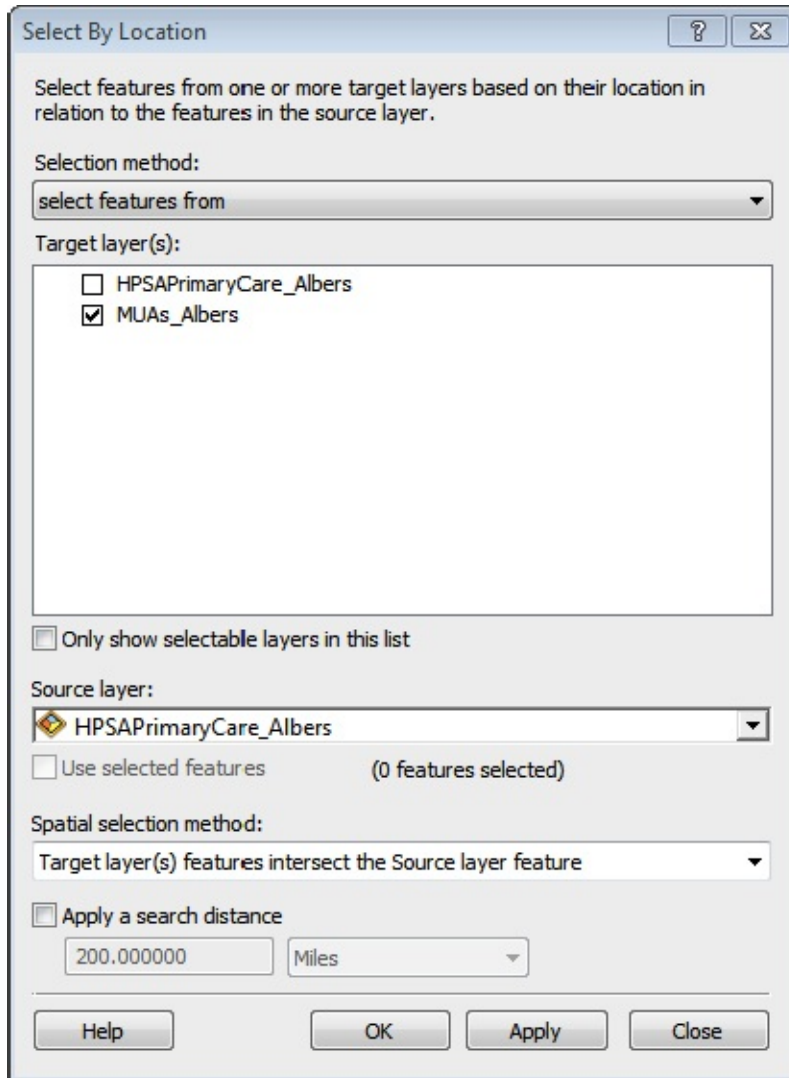 Select By Location
?
Select features from one or more target layers based on their location in
relation to the features in the source layer.
Selection method:
select features from
Target layer(s):
HPSAPrimaryCare_Albers
MUAs_Albers
Only show selectable layers in this list
Source layer:
HPSAPrimaryCare_Albers
Use selected features (0 features selected)
Spatial selection method:
Target layer(s) features intersect the Source layer feature
Apply a search distance
200.000000 Miles
Help OK Apply Close